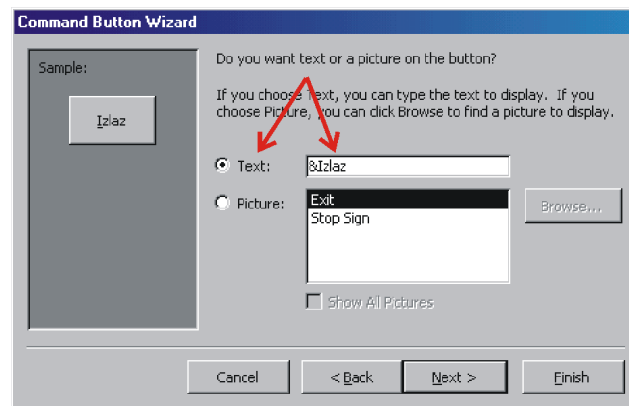 Command Button Wizard
Sample:
Izlaz
Do you want text or a picture on the button?
If you choose Text, you can type the text to display. If you
choose Picture, you can click Browse to find a picture to display.
Text: &Izlaz
Picture: Exit
Stop Sign
Browse...
Show All Pictures
Cancel < Back Next > Finish